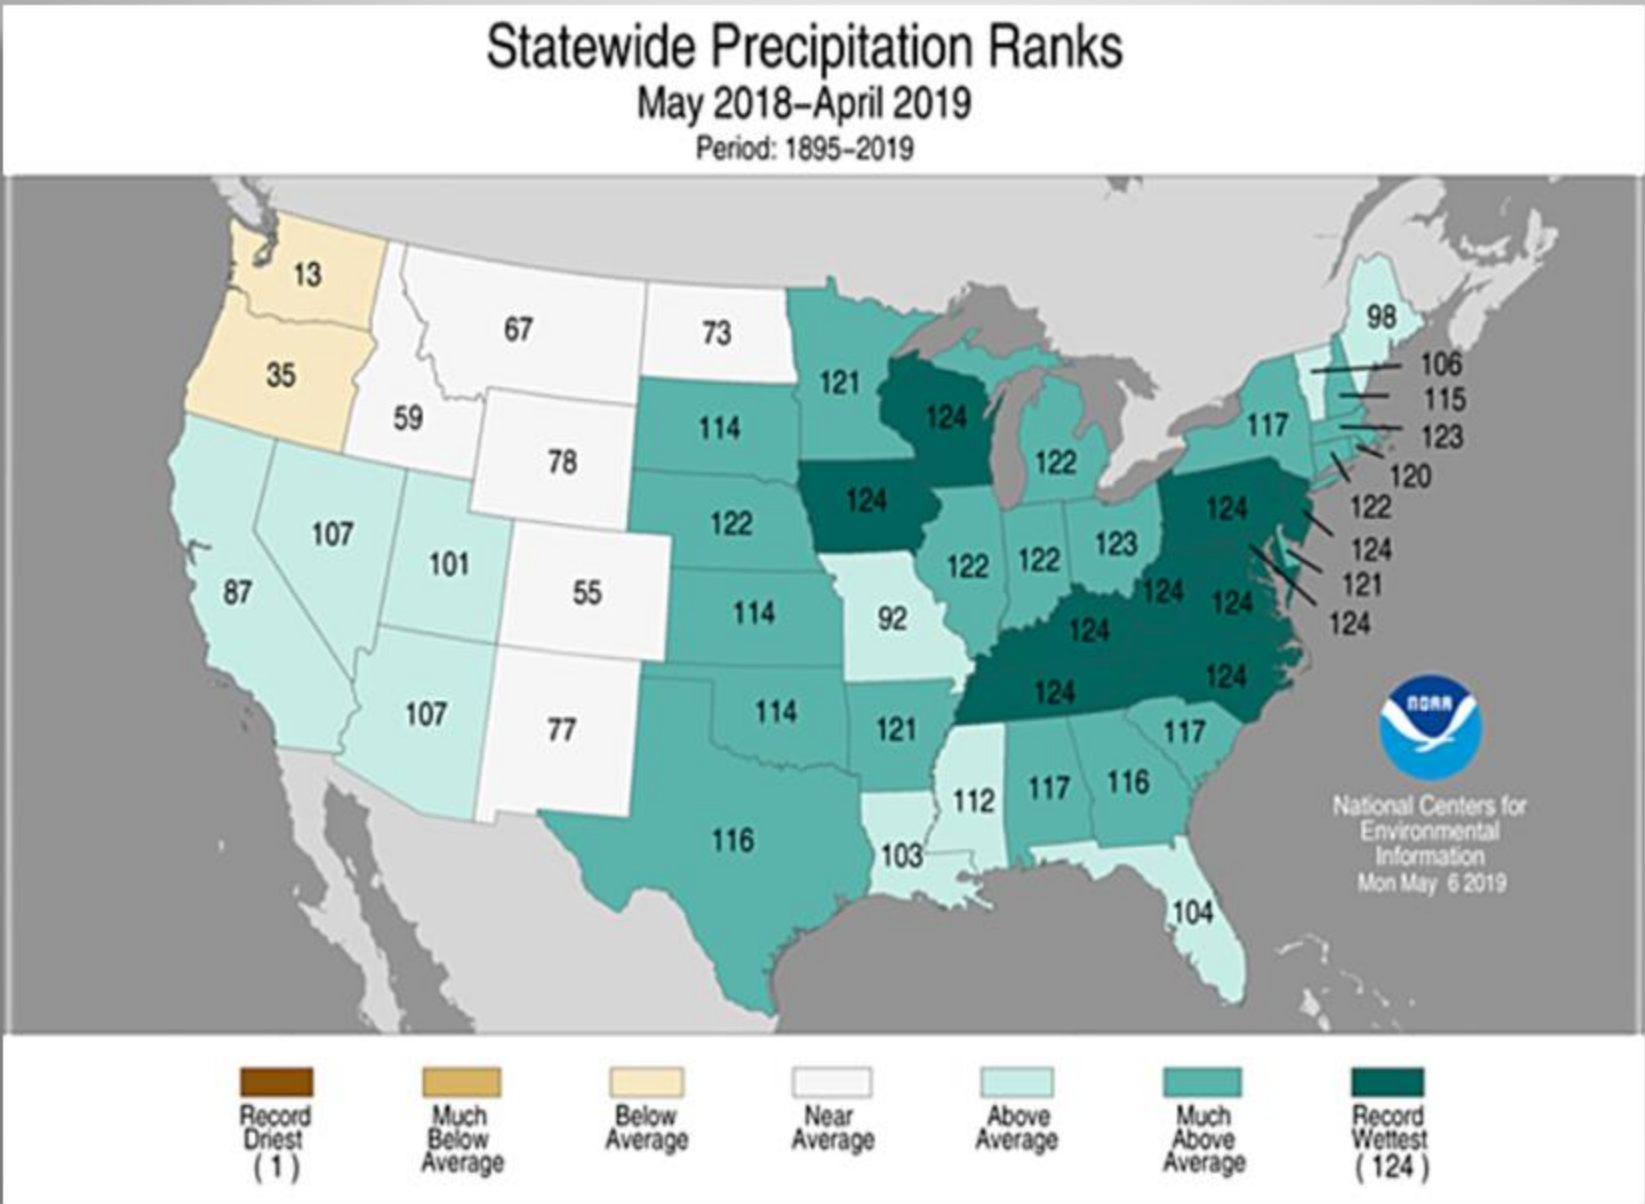 Statewide Precipitation Ranks
May 2018–April 2019
Period: 1895–2019
13
67
73
98
35
121
106
59
114
124
115
117
123
78
122
120
124
124
122
107
122
101
122
122
123
124
87
55
121
114
92
124
124
124
124
107
77
114
121
124
124
117
116
112
117
116
103
104
NOAA
National Centers for
Environmental
Information
Mon May 6 2019
Record
Driest
(1)
Much
Below
Average
Below
Average
Near
Average
Above
Average
Much
Above
Average
Record
Wettest
(124)